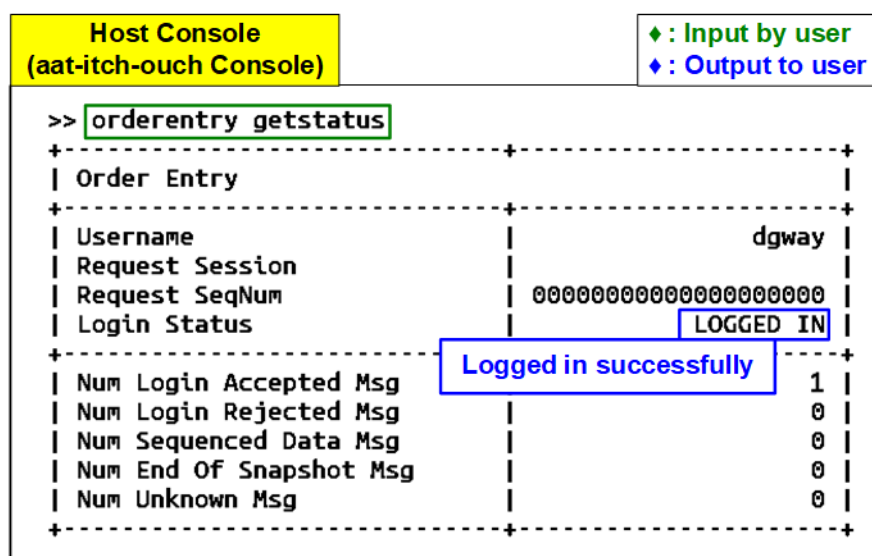 Host Console
(aat-itch-ouch Console)
♦ : Input by user
♦ : Output to user
>> orderentry getstatus
| Order Entry |
| Username | dgway |
| Request Session |
| Request SeqNum | 00000000000000000000 |
| Login Status | LOGGED IN |
Logged in successfully
| Num Login Accepted Msg | 1 |
| Num Login Rejected Msg | 0 |
| Num Sequenced Data Msg | 0 |
| Num End Of Snapshot Msg | 0 |
| Num Unknown Msg | 0 |